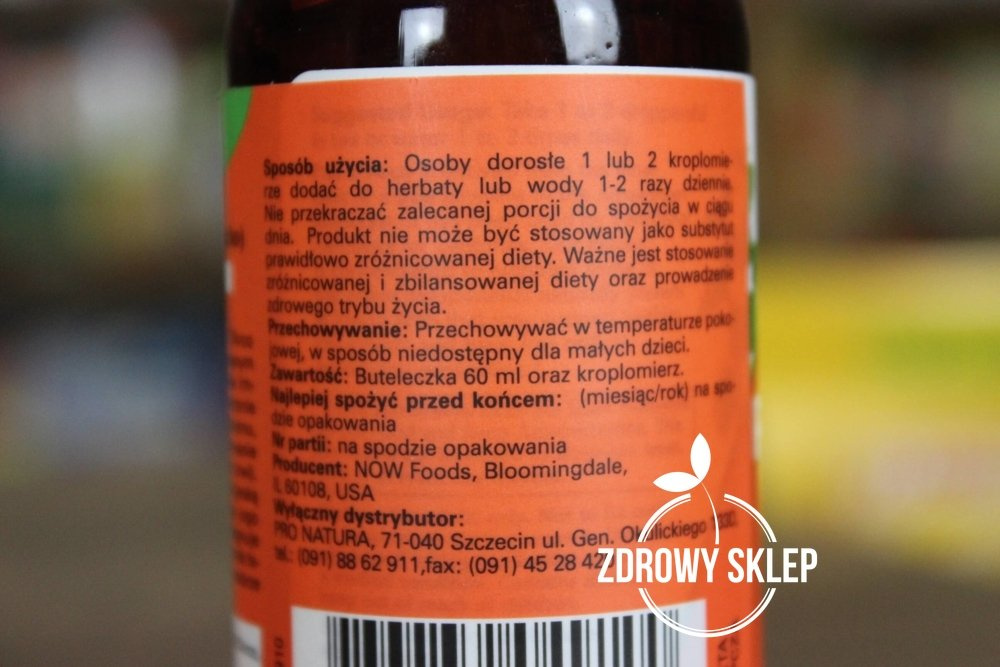 Sposób użycia: Osoby dorosłe 1 lub 2 kroplomie-
rze dodać do herbaty lub wody 1-2 razy dziennie.
Nie przekraczać zalecanej porcji do spożycia w ciągu
dnia. Produkt nie może być stosowany jako substytut
prawidłowo zróżnicowanej diety. Ważne jest stosowanie
zróżnicowanej i zbilansowanej diety oraz prowadzenie
zdrowego trybu życia.
Przechowywanie: Przechowywać w temperaturze poko-
jowej, w sposób niedostępny dla małych dzieci.
Zawartość: Buteleczka 60 ml oraz kroplomierz.
Najlepiej spożyć przed końcem: (miesiąc/rok) na spo-
dzie opakowania
Nr partii: na spodzie opakowania
Producent: NOW Foods, Bloomingdale,
IL 60108, USA
Wyłączny dystrybutor:
PRO NATURA, 71-040 Szczecin ul. Gen.
tel.: (091) 88 62 911,fax: (091) 45 28
ZDROWY SKLEP